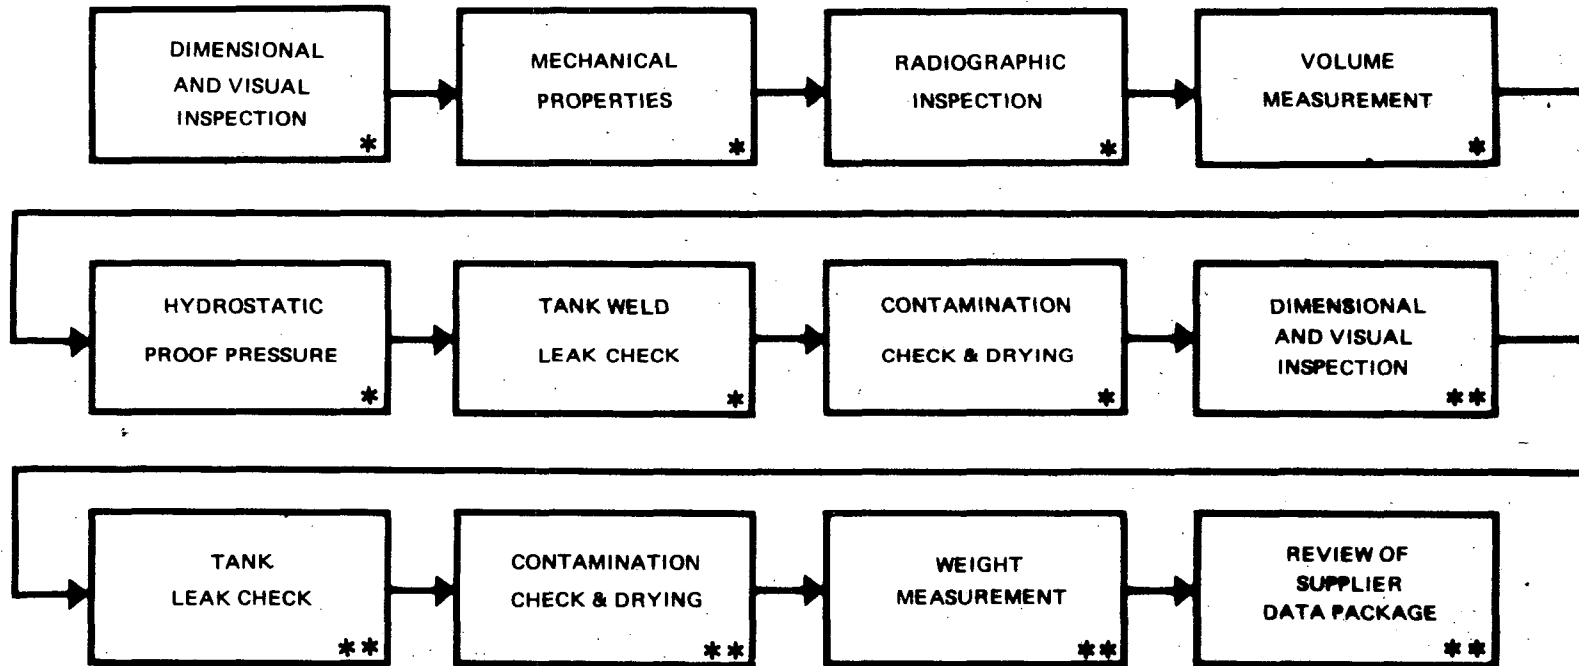 DIMENSIONAL
AND VISUAL
INSPECTION
*
MECHANICAL
PROPERTIES
*
RADIOGRAPHIC
INSPECTION
*
VOLUME
MEASUREMENT
*
HYDROSTATIC
PROOF PRESSURE
*
TANK WELD
LEAK CHECK
*
CONTAMINATION
CHECK & DRYING
*
DIMENSIONAL
AND VISUAL
INSPECTION
**
TANK
LEAK CHECK
**
CONTAMINATION
CHECK & DRYING
**
WEIGHT
MEASUREMENT
**
REVIEW OF
SUPPLIER
DATA PACKAGE
**